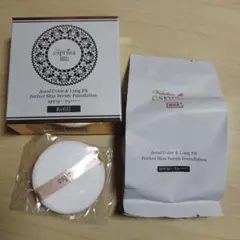 Jewel Color & Long Fit
Perfect Skin Serum Foundation
SPF50+ PA++++
Refill
Jewel Color & Long Fit
Perfect Skin Serum Foundation
SPF50+ PA++++